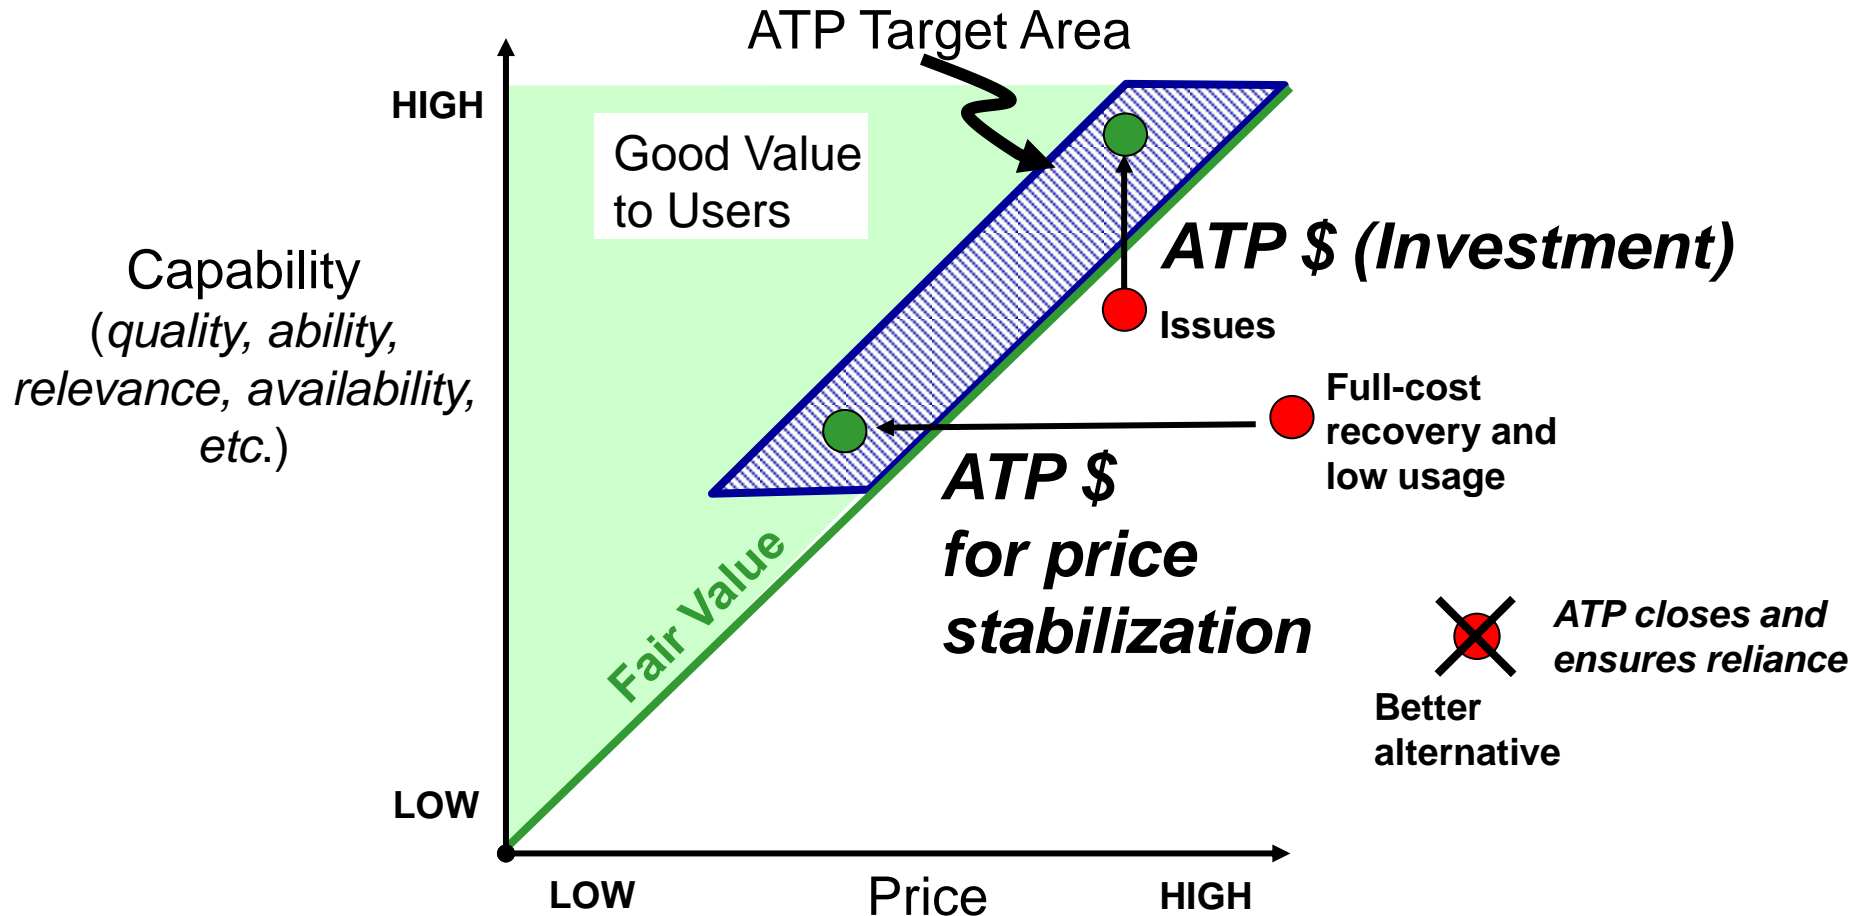 ATP Target Area
HIGH
Good Value
to Users
ATP $ (Investment)
Capability
(quality, ability,
relevance, availability,
etc.)
Issues
Full-cost
recovery and
low usage
ATP $
for price
stabilization
Fair Value
ATP closes and
ensures reliance
Better
alternative
LOW
LOW
Price
HIGH